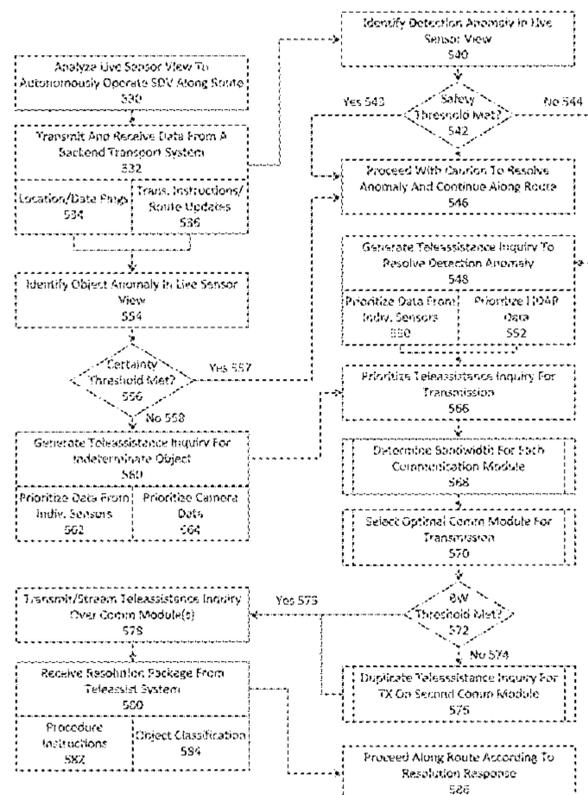 Analyze Live Sensor View To
Autonomously Operate SDV Along Route
530
Transmit And Receive Data From A
Backend Transport System
532
Location/Data Pings
534
Trans. Instructions/
Route Updates
536
Identify Object Anomaly In Live Sensor
View
554
Certainty
Threshold Met?
556
Yes 557
No 558
Generate Teleassistance Inquiry For
Indeterminate Object
560
Prioritize Data From
Indiv. Sensors
562
Prioritize Camera
Data
564
Transmit/Stream Teleassistance Inquiry
Over Comm Module(s)
578
Receive Resolution Package From
Teleassist System
580
Procedure
Instructions
582
Object Classification
584
Identify Detection Anomaly In Live
Sensor View
540
Safety
Threshold Met?
542
Yes 543
No 544
Proceed With Caution To Resolve
Anomaly And Continue Along Route
546
Generate Teleassistance Inquiry To
Resolve Detection Anomaly
548
Prioritize Data From
Indiv. Sensors
550
Prioritize LIDAR
Data
552
Prioritize Teleassistance Inquiry For
Transmission
566
Determine Bandwidth For Each
Communication Module
568
Select Optimal Comm Module For
Transmission
570
BW
Threshold Met?
572
Yes 573
No 574
Duplicate Teleassistance Inquiry For
TX On Second Comm Module
576
Proceed Along Route According To
Resolution Response
586